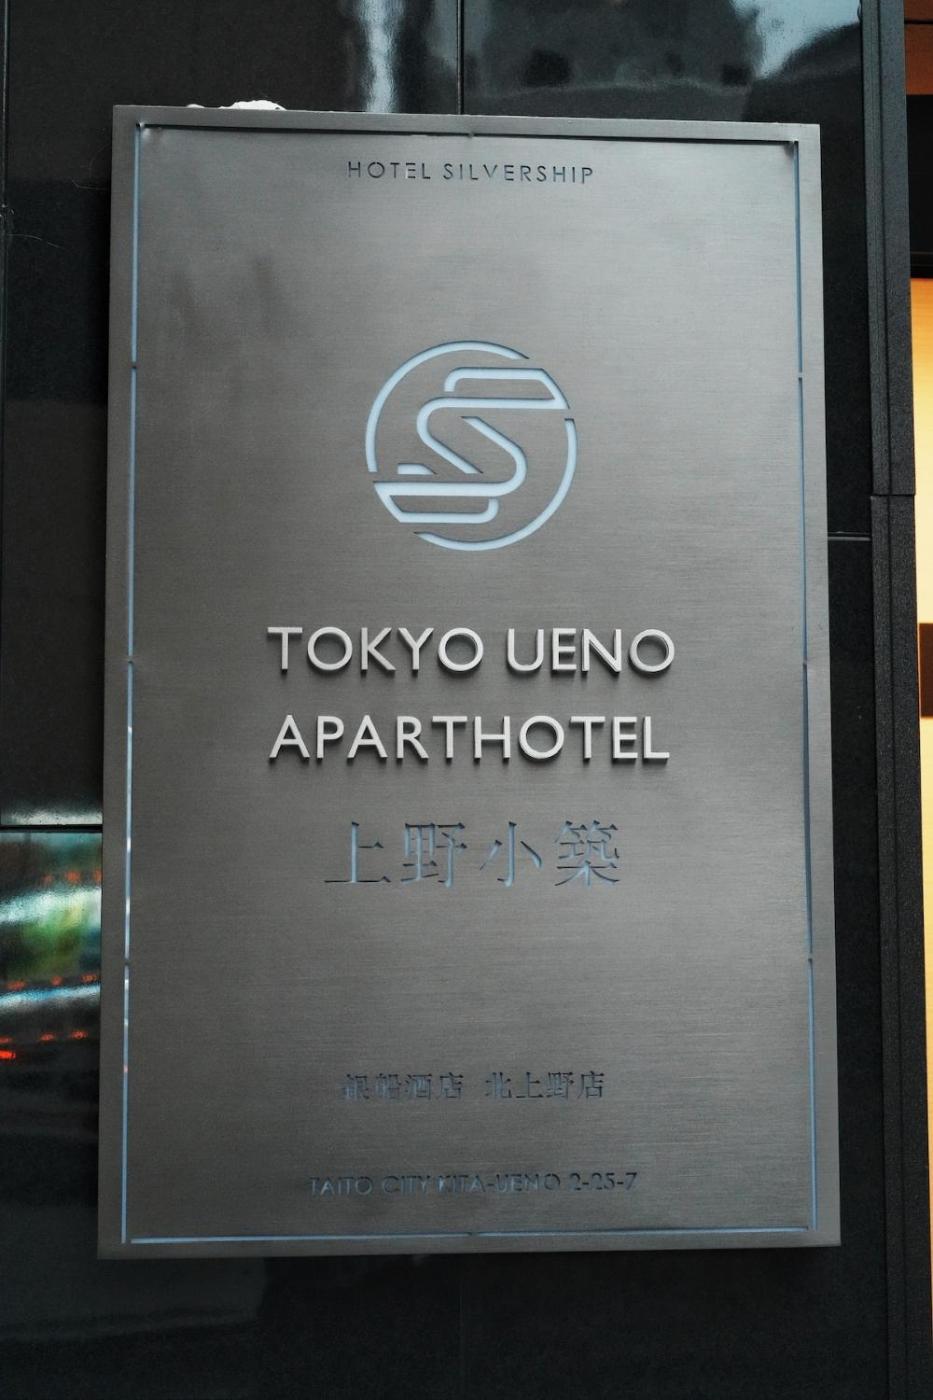 HOTEL SILVERSHIP
TOKYO UENO
APARTHOTEL
上野小築
銀船酒店 北上野店
TAITO CITY KITA-UENO 2-25-7